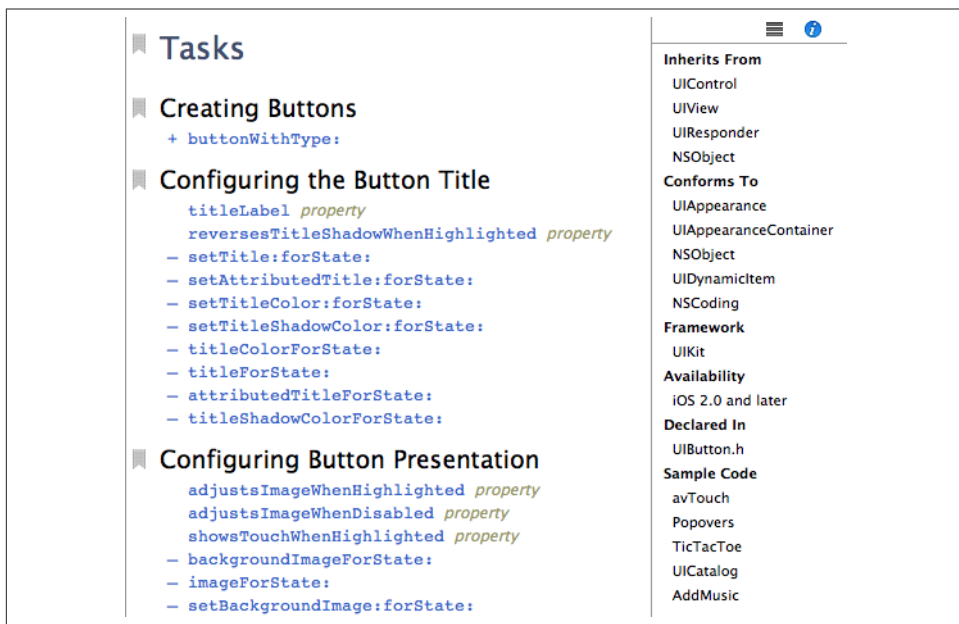 Tasks
Creating Buttons
+ buttonWithType:
Configuring the Button Title
titleLabel property
reversesTitleShadowWhenHighlighted property
– setTitle:forState:
– setAttributedTitle:forState:
– setTitleColor:forState:
– setTitleShadowColor:forState:
– titleColorForState:
– titleForState:
– attributedTitleForState:
– titleShadowColorForState:
Configuring Button Presentation
adjustsImageWhenHighlighted property
adjustsImageWhenDisabled property
showsTouchWhenHighlighted property
– backgroundImageForState:
– imageForState:
– setBackgroundImage:forState:
i
Inherits From
UIControl
UIView
UIResponder
NSObject
Conforms To
UIAppearance
UIAppearanceContainer
NSObject
UIDynamicItem
NSCoding
Framework
UIKit
Availability
iOS 2.0 and later
Declared In
UIButton.h
Sample Code
avTouch
Popovers
TicTacToe
UICatalog
AddMusic